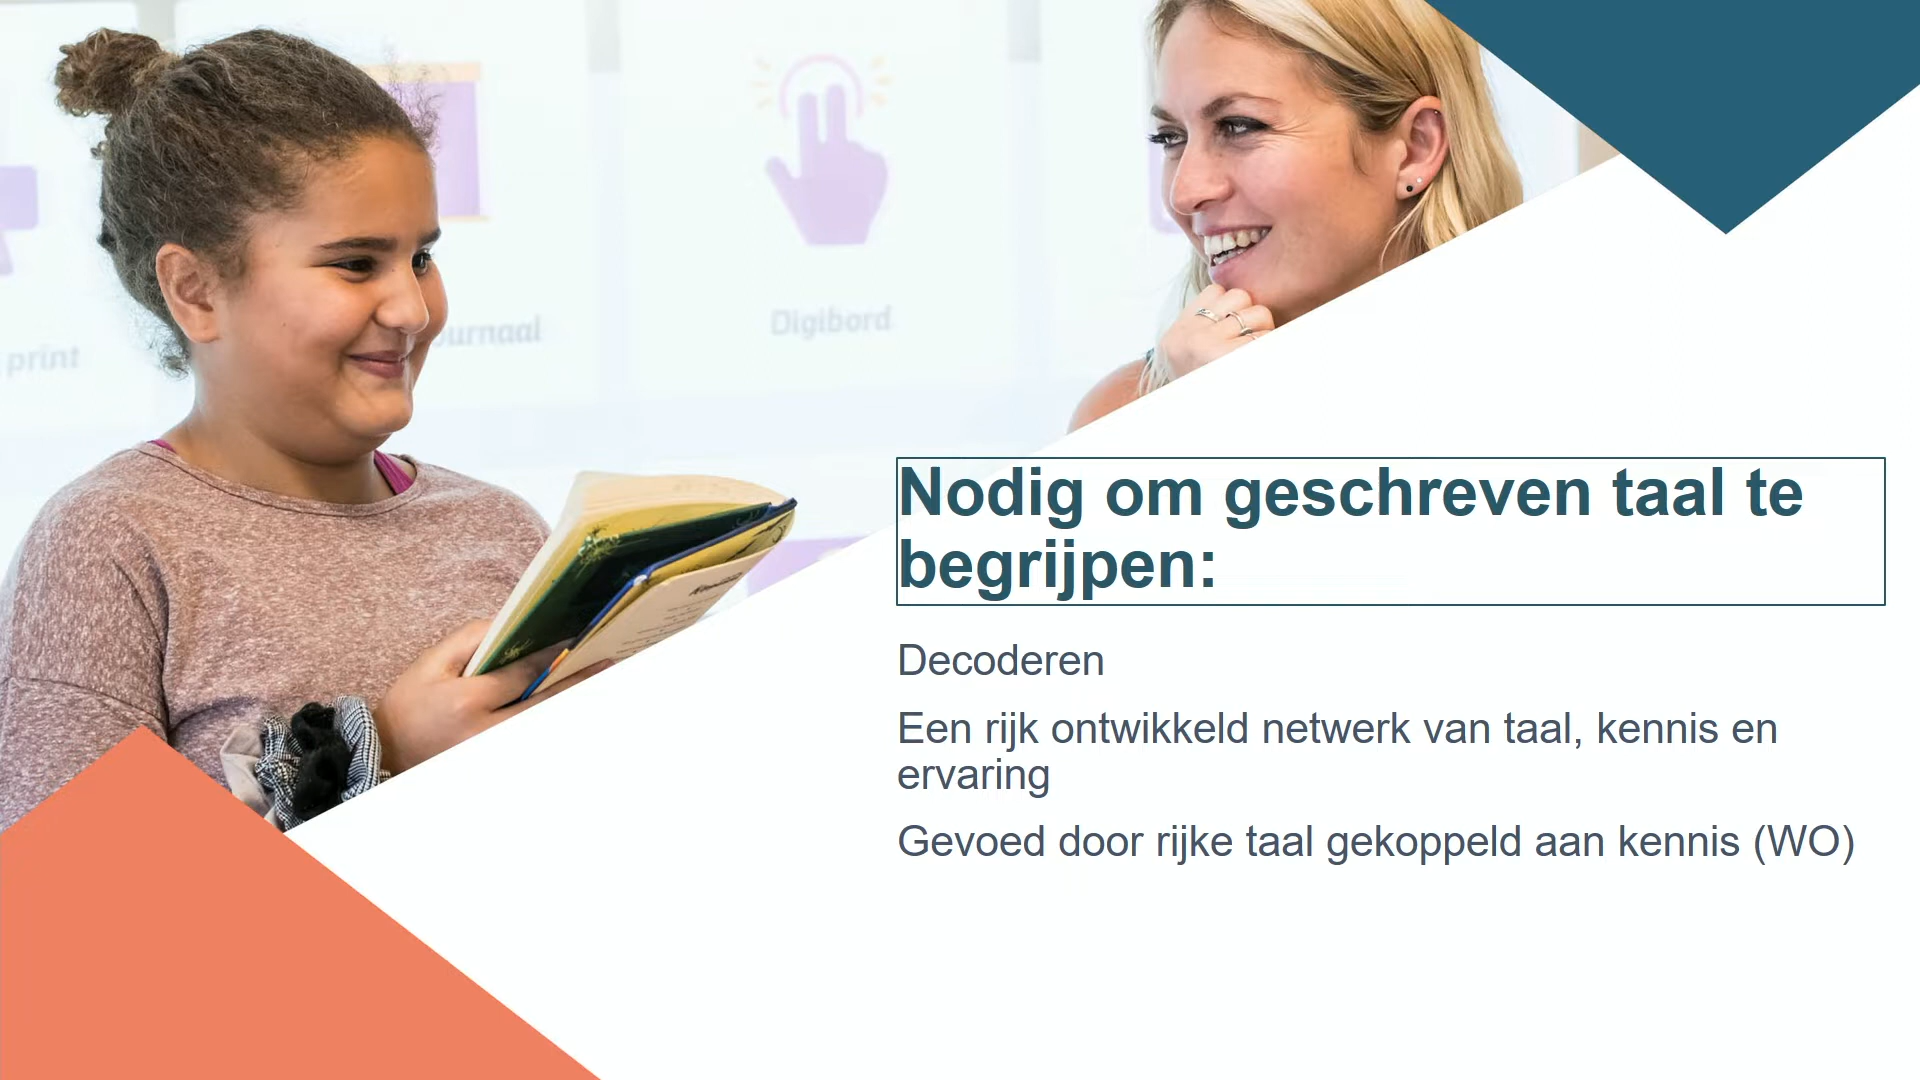 print
Digibord
Nodig om geschreven taal te
begrijpen:
Decoderen
Een rijk ontwikkeld netwerk van taal, kennis en
ervaring
Gevoed door rijke taal gekoppeld aan kennis (WO)